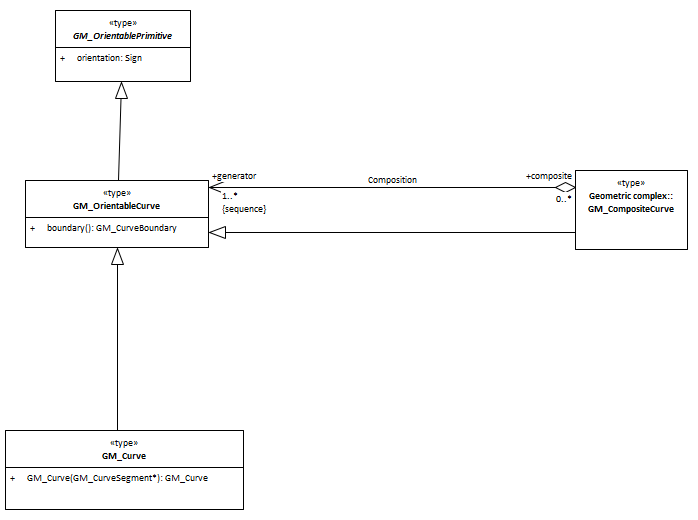 «type»
GM_OrientablePrimitive
+ orientation: Sign
«type»
GM_OrientableCurve
+ boundary(): GM_CurveBoundary
+generator
1..*
{sequence}
Composition
+composite
0..*
«type»
Geometric complex::
GM_CompositeCurve
«type»
GM_Curve
+ GM_Curve(GM_CurveSegment*): GM_Curve